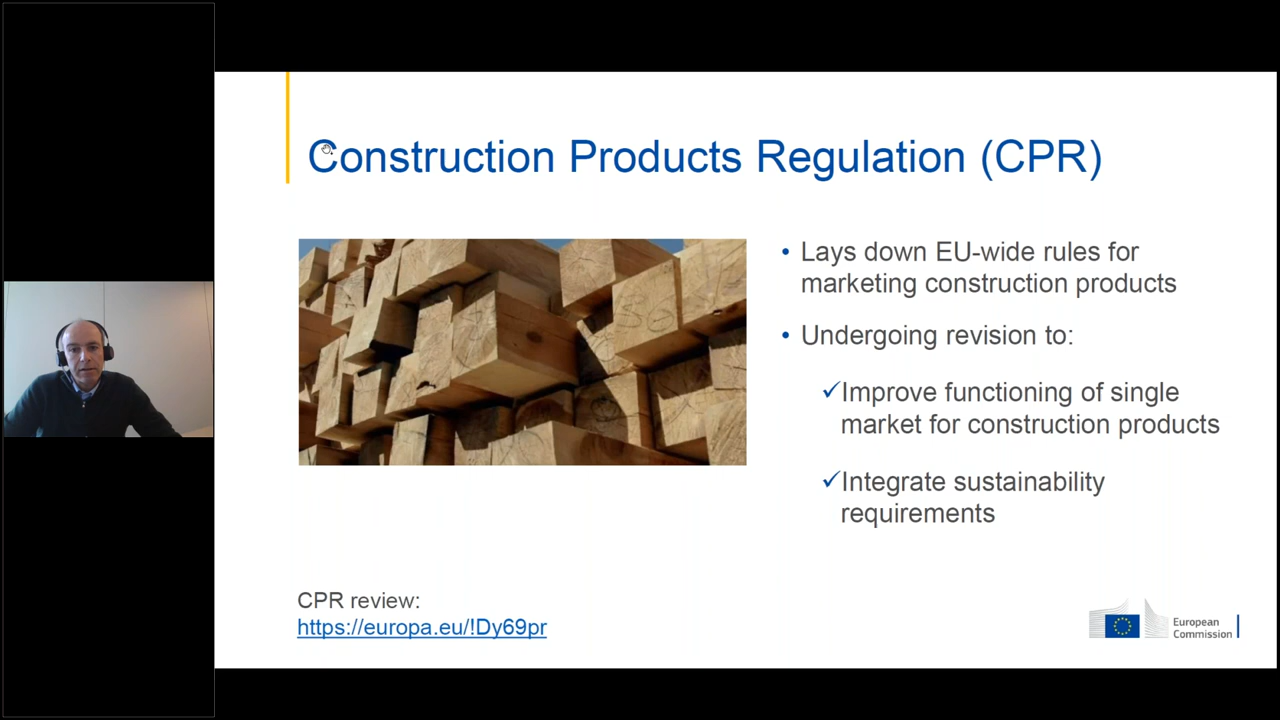 Construction Products Regulation (CPR)
• Lays down EU-wide rules for
marketing construction products
• Undergoing revision to:
✓Improve functioning of single
market for construction products
✓Integrate sustainability
requirements
CPR review:
https://europa.eu/!Dy69pr
European
Commission